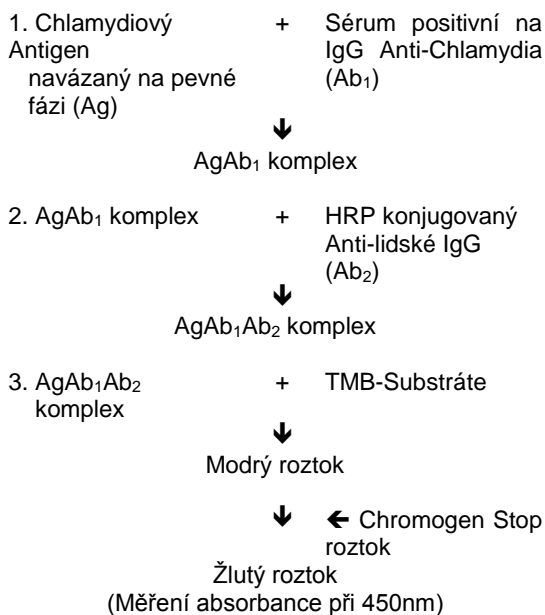 1. Chlamydiový + Sérum positivní na
Antigen IgG Anti-Chlamydia
navázaný na pevné (Ab₁)
fázi (Ag)
🡻
AgAb₁ komplex
2. AgAb₁ komplex + HRP konjugovaný
Anti-lidské IgG
(Ab₂)
🡻
AgAb₁Ab₂ komplex
3. AgAb₁Ab₂ + TMB-Substráte
komplex
🡻
Modrý roztok
🡻 🡸 Chromogen Stop
roztok
Žlutý roztok
(Měření absorbance při 450nm)